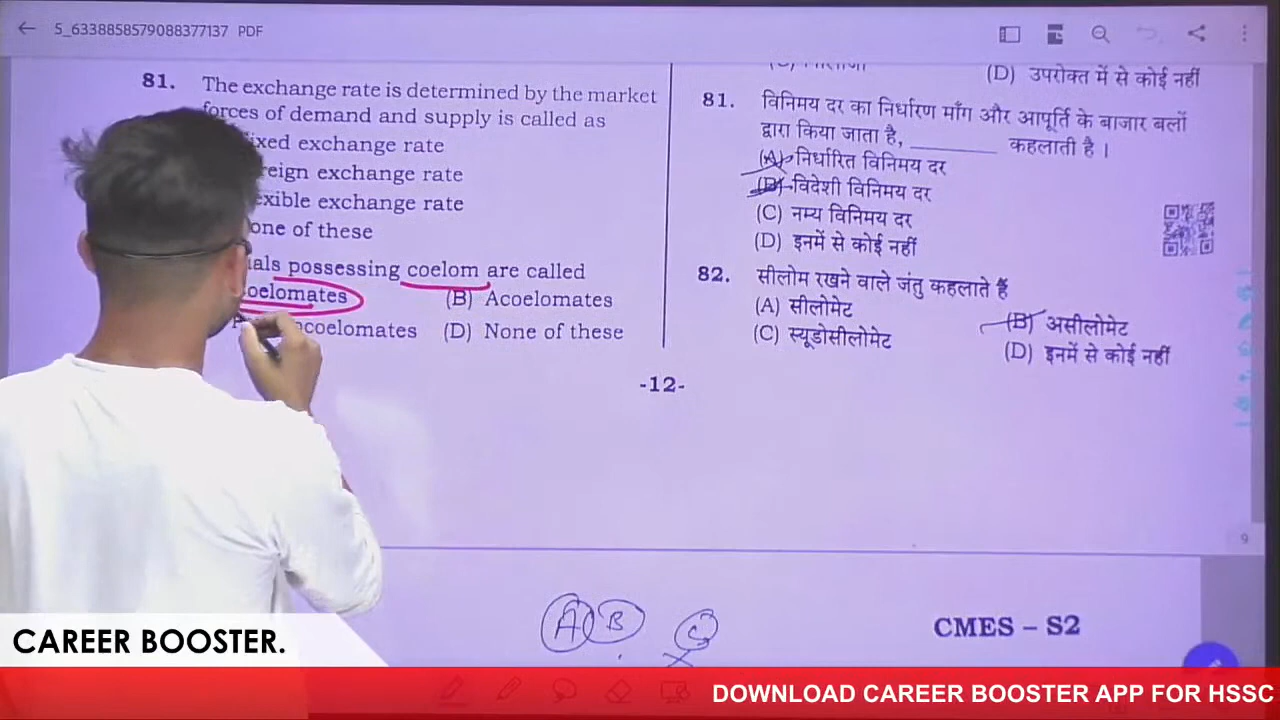 5_6338858579088377137 PDF
81. The exchange rate is determined by the market
forces of demand and supply is called as
ixed exchange rate
reign exchange rate
exible exchange rate
one of these
als possessing coelom are called
oelomates (B) Acoelomates
coelomates (D) None of these
(D) उपरोक्त में से कोई नहीं
81. विनिमय दर का निर्धारण माँग और आपूर्ति के बाजार बलों
द्वारा किया जाता है, ________ कहलाती है ।
(A) निर्धारित विनिमय दर
(B) विदेशी विनिमय दर
(C) नम्य विनिमय दर
(D) इनमें से कोई नहीं
82. सीलोम रखने वाले जंतु कहलाते हैं
(A) सीलोमेट (B) असीलोमेट
(C) स्यूडोसीलोमेट (D) इनमें से कोई नहीं
-12-
9
A B C
CMES – S2
CAREER BOOSTER.
DOWNLOAD CAREER BOOSTER APP FOR HSSC